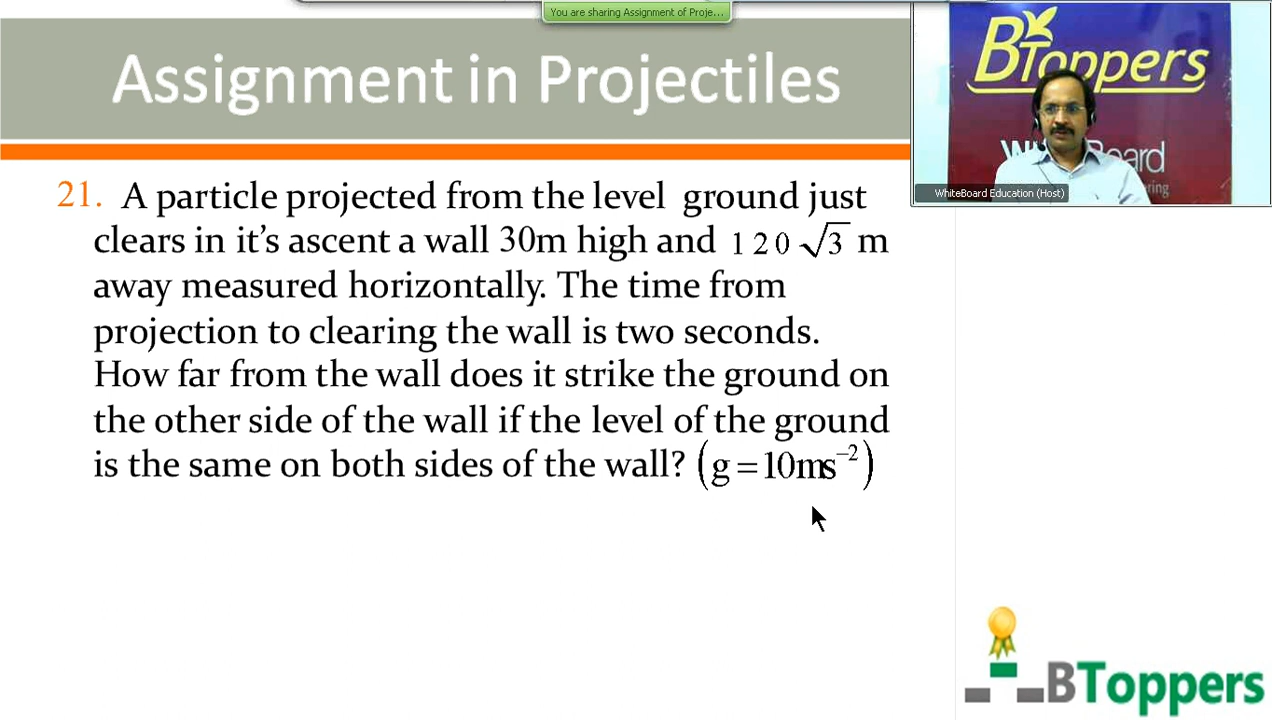 You are sharing Assignment of Proje...
Assignment in Projectiles
BToppers
WhiteBoard Education (Host)
21. A particle projected from the level ground just
clears in it's ascent a wall 30m high and 120√3 m
away measured horizontally. The time from
projection to clearing the wall is two seconds.
How far from the wall does it strike the ground on
the other side of the wall if the level of the ground
is the same on both sides of the wall? (g = 10ms⁻²)
BToppers